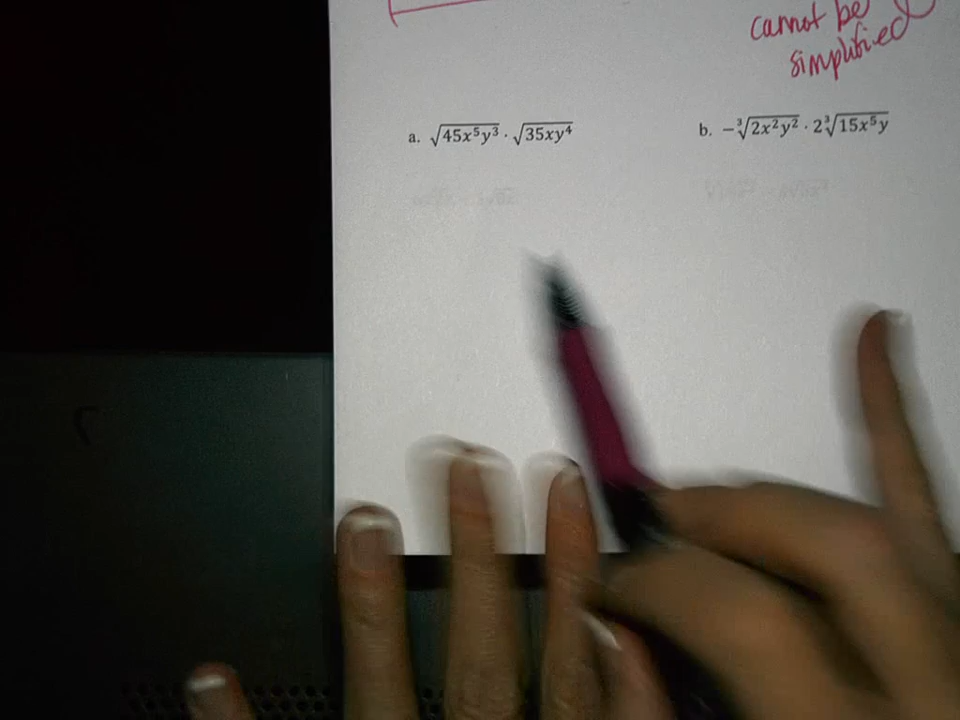 cannot be
simplified
a. √45x⁵y³ · √35xy⁴
b. −∛2x²y² · 2∛15x⁵y